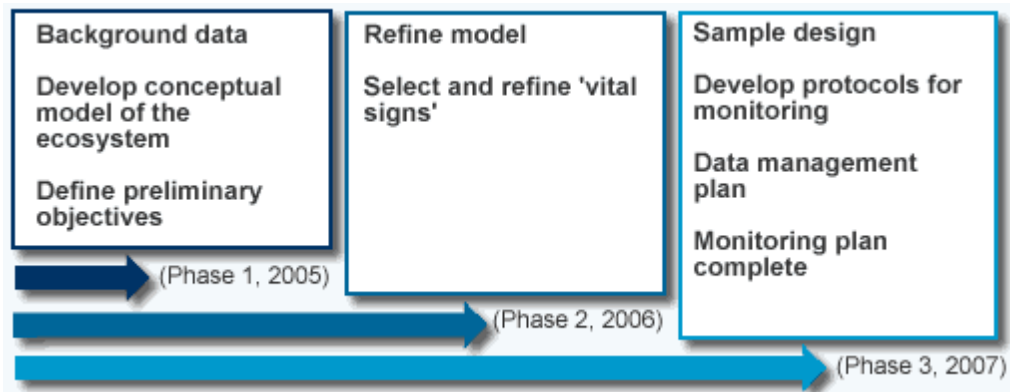 Background data
Develop conceptual
model of the
ecosystem
Define preliminary
objectives
(Phase 1, 2005)
Refine model
Select and refine 'vital
signs'
(Phase 2, 2006)
Sample design
Develop protocols for
monitoring
Data management
plan
Monitoring plan
complete
(Phase 3, 2007)